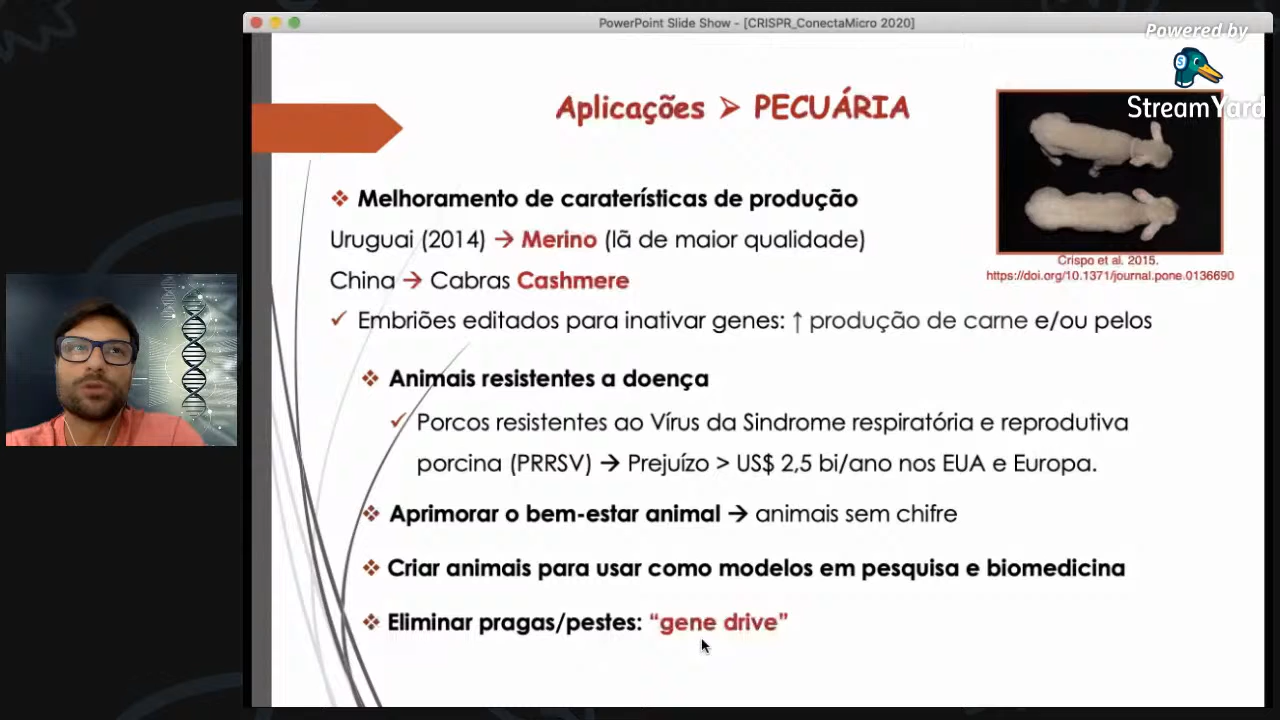 PowerPoint Slide Show - [CRISPR_ConectaMicro 2020]
Powered by
StreamYard
Aplicações ➢ PECUÁRIA
❖ Melhoramento de caraterísticas de produção
Uruguai (2014) → Merino (lã de maior qualidade)
China → Cabras Cashmere
✓ Embriões editados para inativar genes: ↑ produção de carne e/ou pelos
Crispo et al. 2015.
https://doi.org/10.1371/journal.pone.0136690
❖ Animais resistentes a doença
✓ Porcos resistentes ao Vírus da Sindrome respiratória e reprodutiva
porcina (PRRSV) → Prejuízo > US$ 2,5 bi/ano nos EUA e Europa.
❖ Aprimorar o bem-estar animal → animais sem chifre
❖ Criar animais para usar como modelos em pesquisa e biomedicina
❖ Eliminar pragas/pestes: “gene drive”